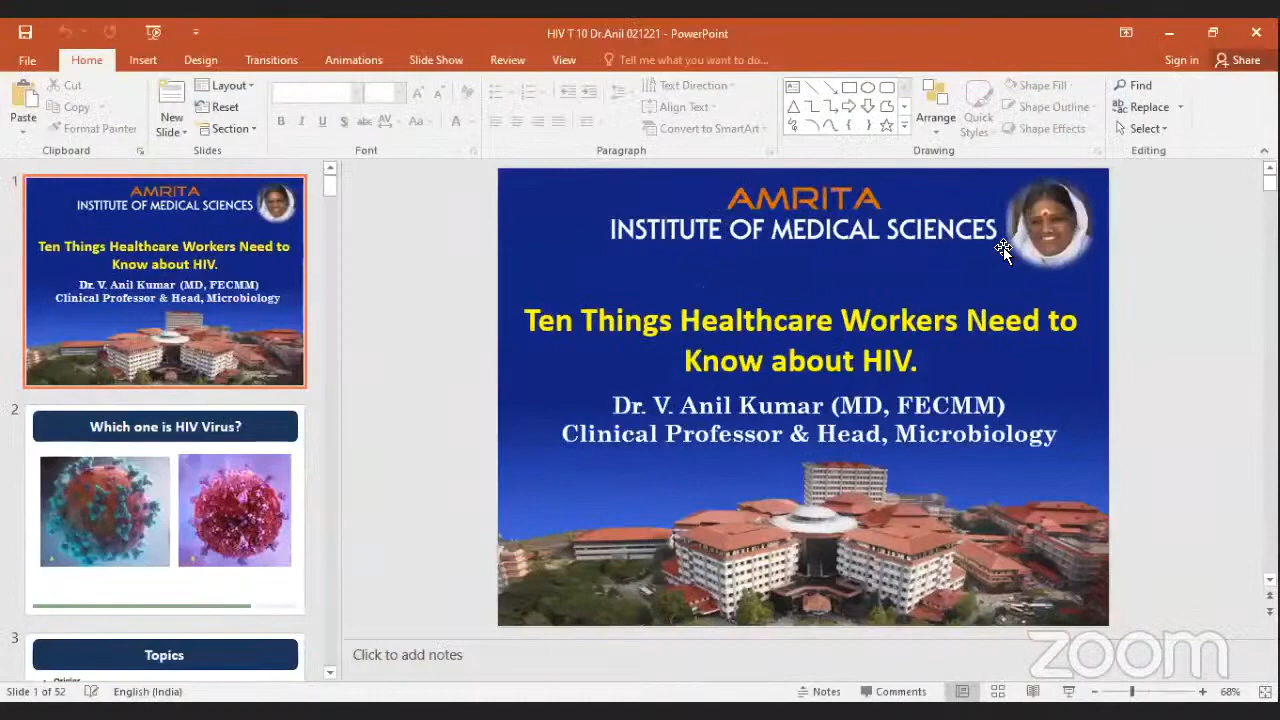 HIV T 10 Dr.Anil 021221 - PowerPoint
File
Home
Insert
Design
Transitions
Animations
Slide Show
Review
View
Tell me what you want to do...
Sign in
Share
Paste
Cut
Copy
Format Painter
Clipboard
New
Slide
Layout
Reset
Section
Slides
B I U S abc AV Aa A
Font
Text Direction
Align Text
Convert to SmartArt
Paragraph
Arrange
Quick
Styles
Shape Fill
Shape Outline
Shape Effects
Drawing
Find
Replace
Select
Editing
1
AMRITA
INSTITUTE OF MEDICAL SCIENCES
Ten Things Healthcare Workers Need to
Know about HIV.
Dr. V. Anil Kumar (MD, FECMM)
Clinical Professor & Head, Microbiology
2
Which one is HIV Virus?
3
Topics
AMRITA
INSTITUTE OF MEDICAL SCIENCES
Ten Things Healthcare Workers Need to
Know about HIV.
Dr. V. Anil Kumar (MD, FECMM)
Clinical Professor & Head, Microbiology
Click to add notes
zoom
Slide 1 of 52
English (India)
Notes
Comments
68%